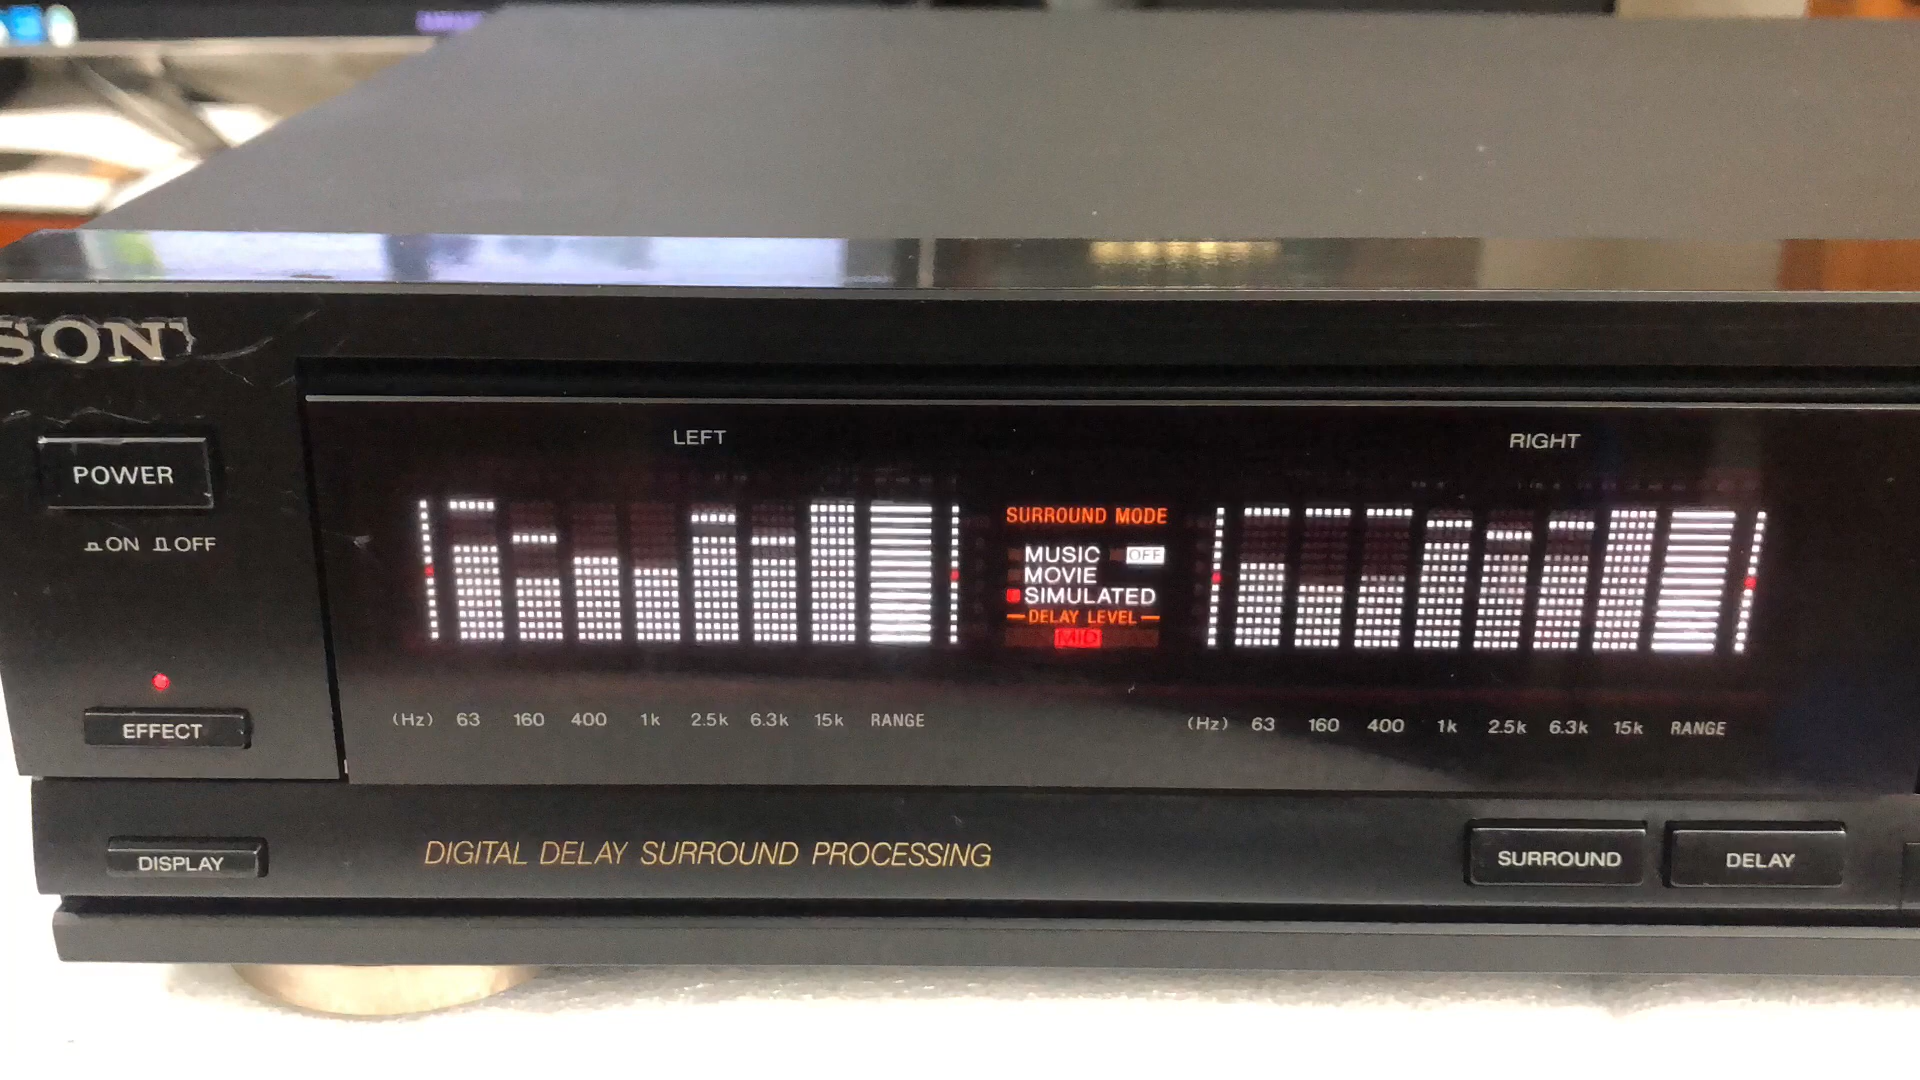 SONY
LEFT
RIGHT
POWER
ON OFF
SURROUND MODE
MUSIC OFF
MOVIE
SIMULATED
DELAY LEVEL
MID
EFFECT
(Hz) 63 160 400 1k 2.5k 6.3k 15k RANGE
(Hz) 63 160 400 1k 2.5k 6.3k 15k RANGE
DISPLAY
DIGITAL DELAY SURROUND PROCESSING
SURROUND
DELAY